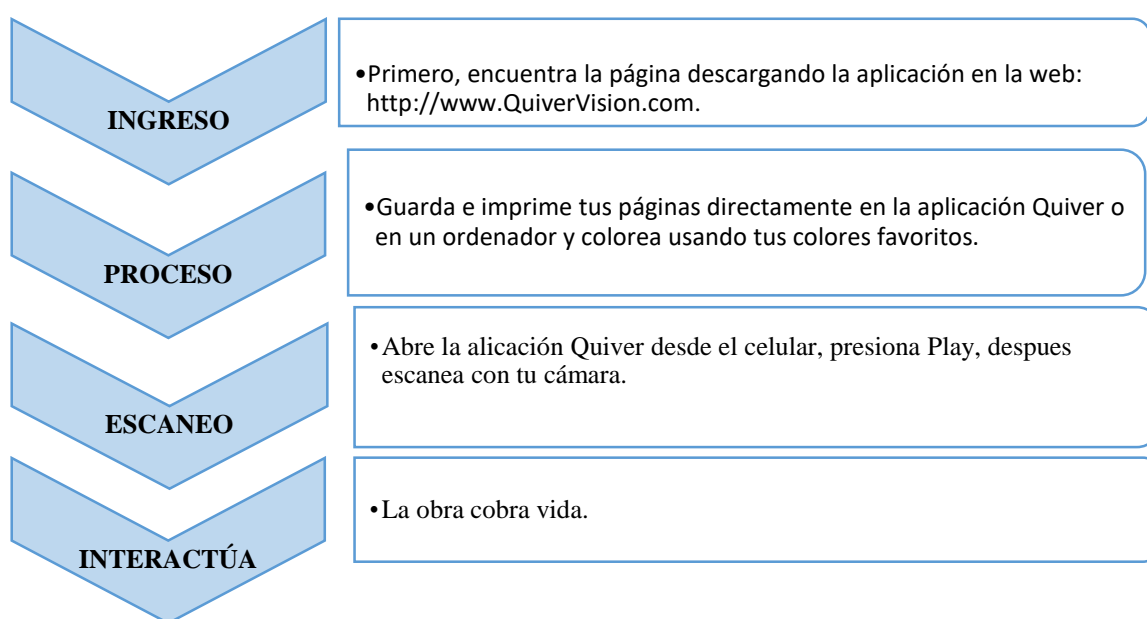 INGRESO
•Primero, encuentra la página descargando la aplicación en la web:
http://www.QuiverVision.com.
PROCESO
•Guarda e imprime tus páginas directamente en la aplicación Quiver o
en un ordenador y colorea usando tus colores favoritos.
ESCANEO
•Abre la alicación Quiver desde el celular, presiona Play, despues
escanea con tu cámara.
INTERACTÚA
•La obra cobra vida.